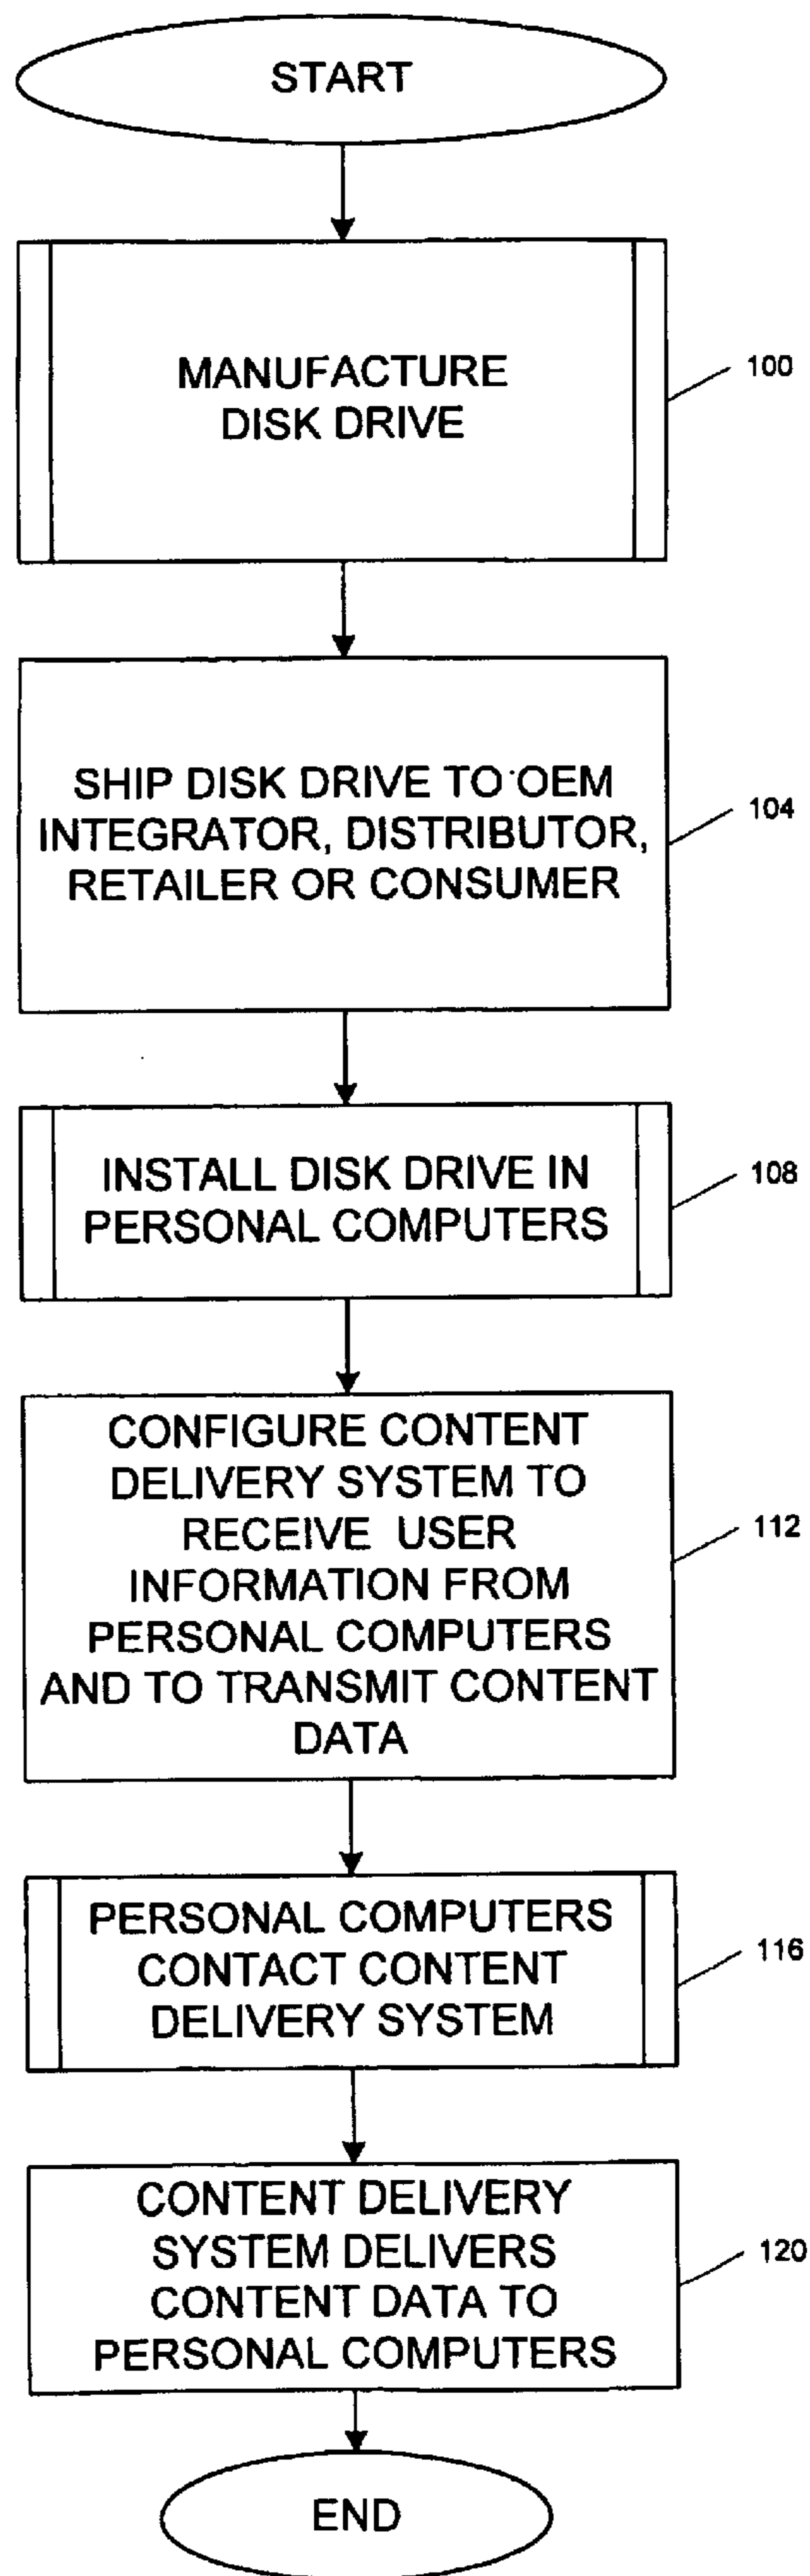 START
MANUFACTURE
DISK DRIVE
100
SHIP DISK DRIVE TO OEM
INTEGRATOR, DISTRIBUTOR,
RETAILER OR CONSUMER
104
INSTALL DISK DRIVE IN
PERSONAL COMPUTERS
108
CONFIGURE CONTENT
DELIVERY SYSTEM TO
RECEIVE USER
INFORMATION FROM
PERSONAL COMPUTERS
AND TO TRANSMIT CONTENT
DATA
112
PERSONAL COMPUTERS
CONTACT CONTENT
DELIVERY SYSTEM
116
CONTENT DELIVERY
SYSTEM DELIVERS
CONTENT DATA TO
PERSONAL COMPUTERS
120
END